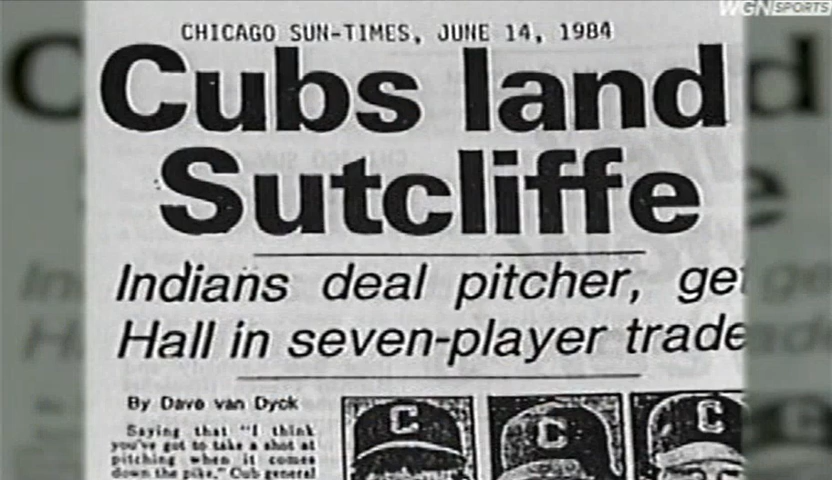 WGN SPORTS
CHICAGO SUN-TIMES, JUNE 14, 1984
Cubs land
Sutcliffe
Indians deal pitcher, get
Hall in seven-player trade
By Dave van Dyck
Saying that "I think
you've got to take a shot at
pitching when it comes
down the pike," Cub general
C
C
C